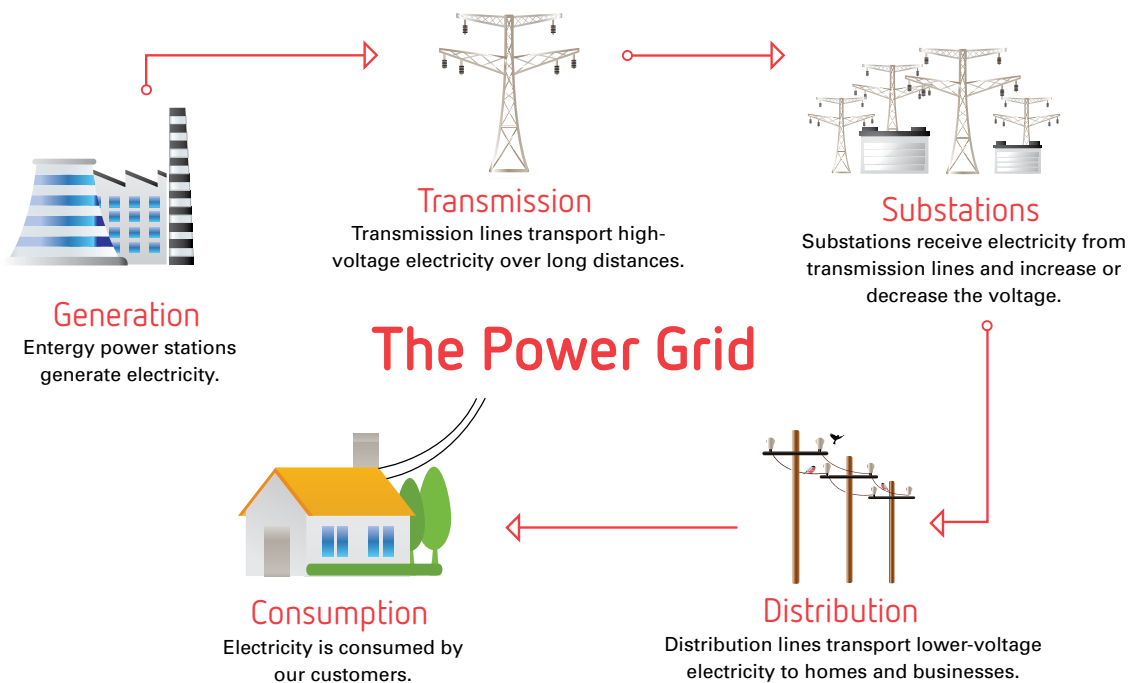 Transmission
Transmission lines transport high-
voltage electricity over long distances.
Substations
Substations receive electricity from
transmission lines and increase or
decrease the voltage.
Generation
Entergy power stations
generate electricity.
The Power Grid
Consumption
Electricity is consumed by
our customers.
Distribution
Distribution lines transport lower-voltage
electricity to homes and businesses.